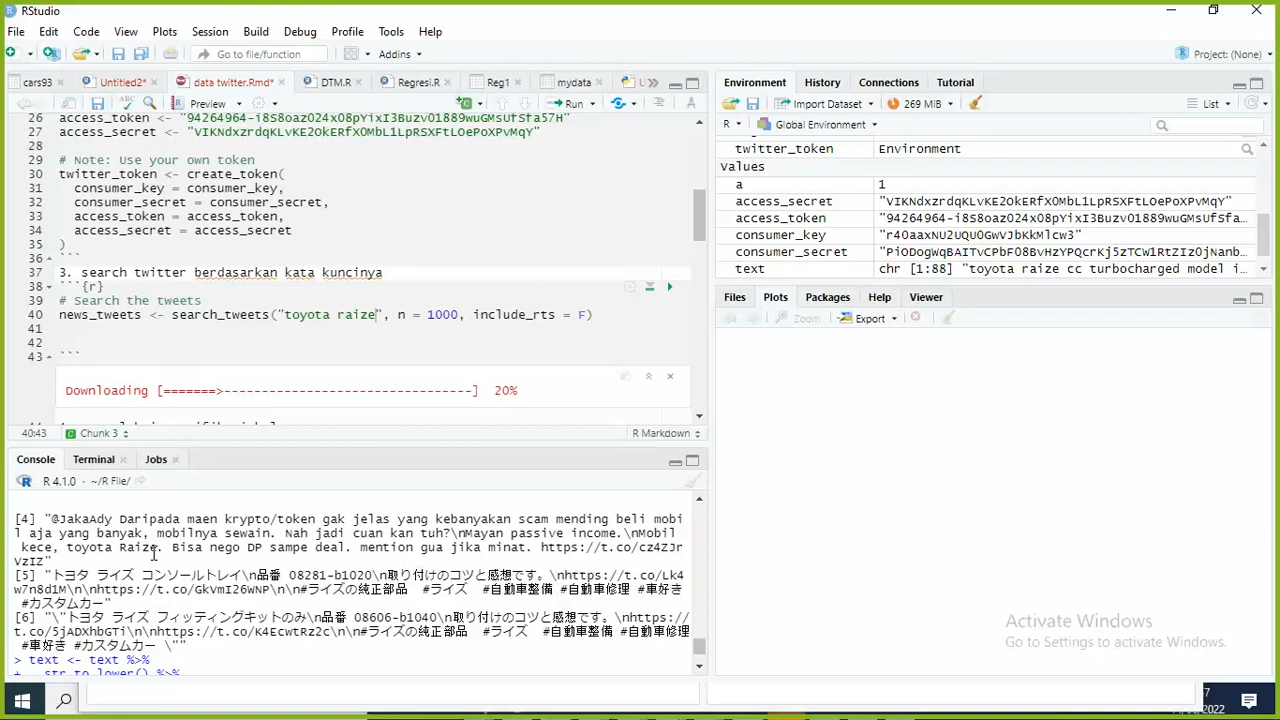 RStudio
File Edit Code View Plots Session Build Debug Profile Tools Help
Go to file/function Addins Project: (None)
cars93 Untitled2* data twitter.Rmd* DTM.R Regresi.R Reg1 mydata
Preview Run
26 access_token <-
27 access_secret <-
28
29 # Note: Use your own token
30 twitter_token <- create_token(
31 consumer_key = consumer_key,
32 consumer_secret = consumer_secret,
33 access_token = access_token,
34 access_secret = access_secret
35 )
36 ```
37 3. search twitter berdasarkan kata kuncinya
38 ```{r}
39 # Search the tweets
40 news_tweets <- search_tweets("toyota raize", n = 1000, include_rts = F)
41
42
43 ```
Downloading [=======>---------------------------------] 20%
40:43 Chunk 3 R Markdown
Console Terminal Jobs
R 4.1.0 · ~/R File/
[4] "@JakaAdy Daripada maen krypto/token gak jelas yang kebanyakan scam mending beli mobi
l aja yang banyak, mobilnya sewain. Nah jadi cuan kan tuh?\nMayan passive income.\nMobil
kece, toyota Raize. Bisa nego DP sampe deal. mention gua jika minat. https://t.co/cz4ZJr
VzIZ"
[5] "トヨタ ライズ コンソールトレイ\n品番 08281-b1020\n取り付けのコツと感想です。\nhttps://t.co/Lk4
w7n8d1M\n\nhttps://t.co/GkVmI26WNP\n\n#ライズの純正部品 #ライズ #自動車整備 #自動車修理 #車好き
#カスタムカー"
[6] "\"トヨタ ライズ フィッティングキットのみ\n品番 08606-b1040\n取り付けのコツと感想です。\nhttps://
t.co/5jADXhbGTi\n\nhttps://t.co/K4EcwtRz2c\n\n#ライズの純正部品 #ライズ #自動車整備 #自動車修理
#車好き #カスタムカー \""
> text <- text %>%
+ str_to_lower() %>%
Environment History Connections Tutorial
Import Dataset 269 MiB List
R Global Environment
twitter_token Environment
Values
a 1
access_secret
access_token
consumer_key
consumer_secret
text chr [1:88] "toyota raize cc turbocharged model i…
Files Plots Packages Help Viewer
Zoom Export
Activate Windows
Go to Settings to activate Windows.
2022